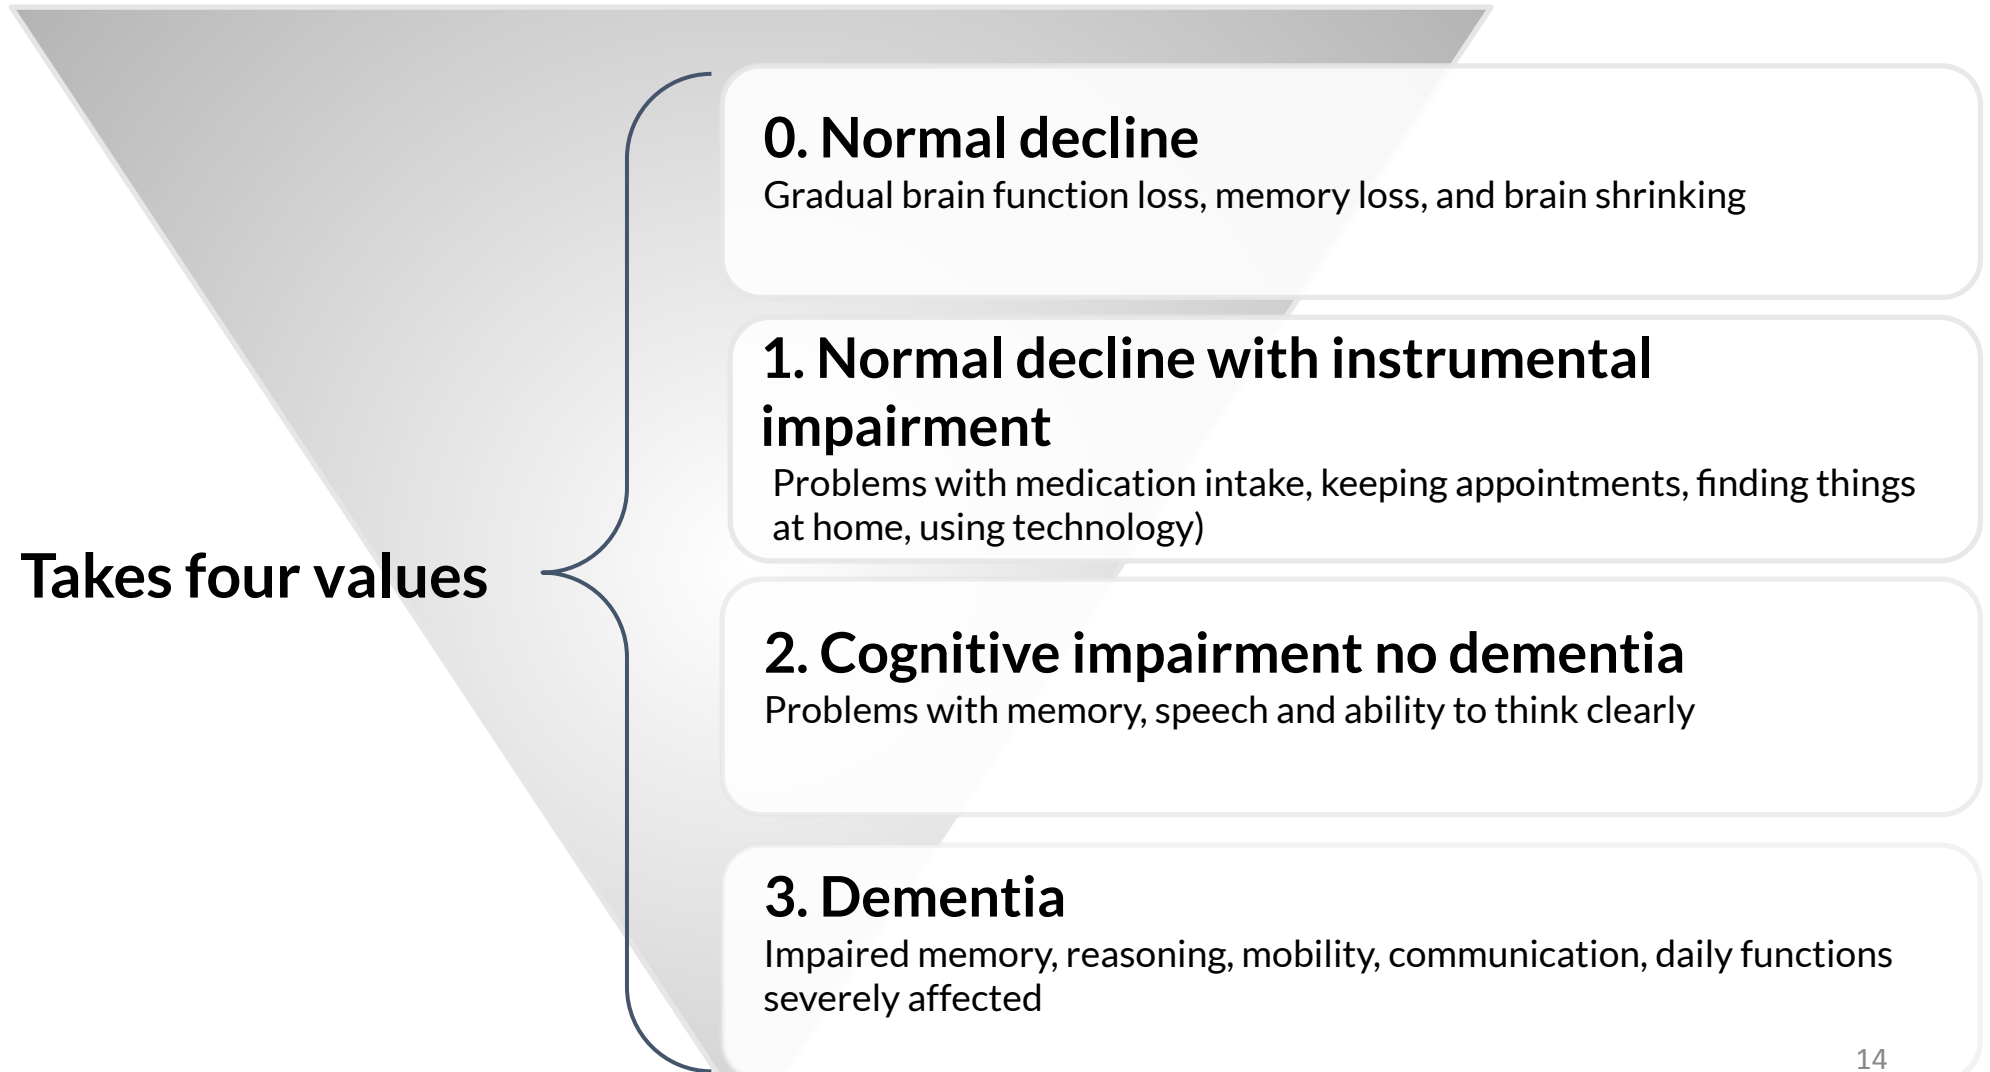 0. Normal decline
Gradual brain function loss, memory loss, and brain shrinking
1. Normal decline with instrumental
impairment
Problems with medication intake, keeping appointments, finding things
at home, using technology)
Takes four values
2. Cognitive impairment no dementia
Problems with memory, speech and ability to think clearly
3. Dementia
Impaired memory, reasoning, mobility, communication, daily functions
severely affected
14